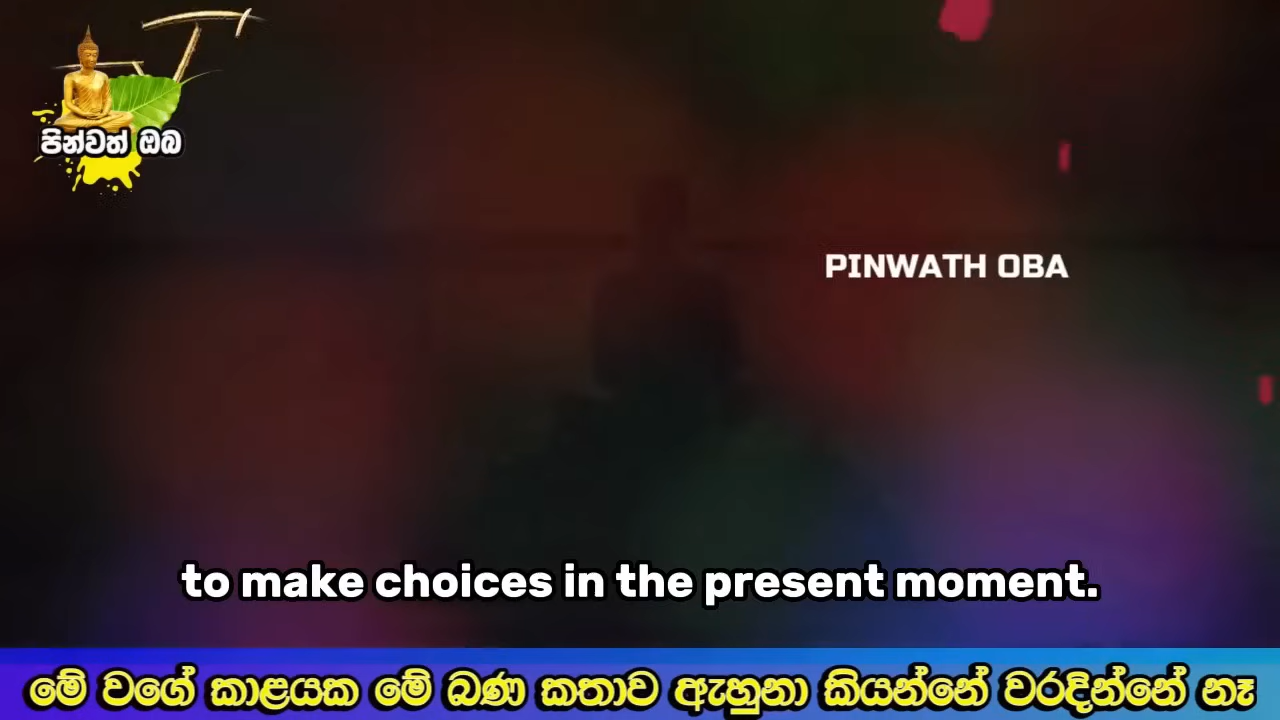 පින්වත් ඔබ
PINWATH OBA
to make choices in the present moment.
මේ වගේ කාළයක මේ බණ කතාව ඇහුනා කියන්නේ වරදින්නේ නෑ